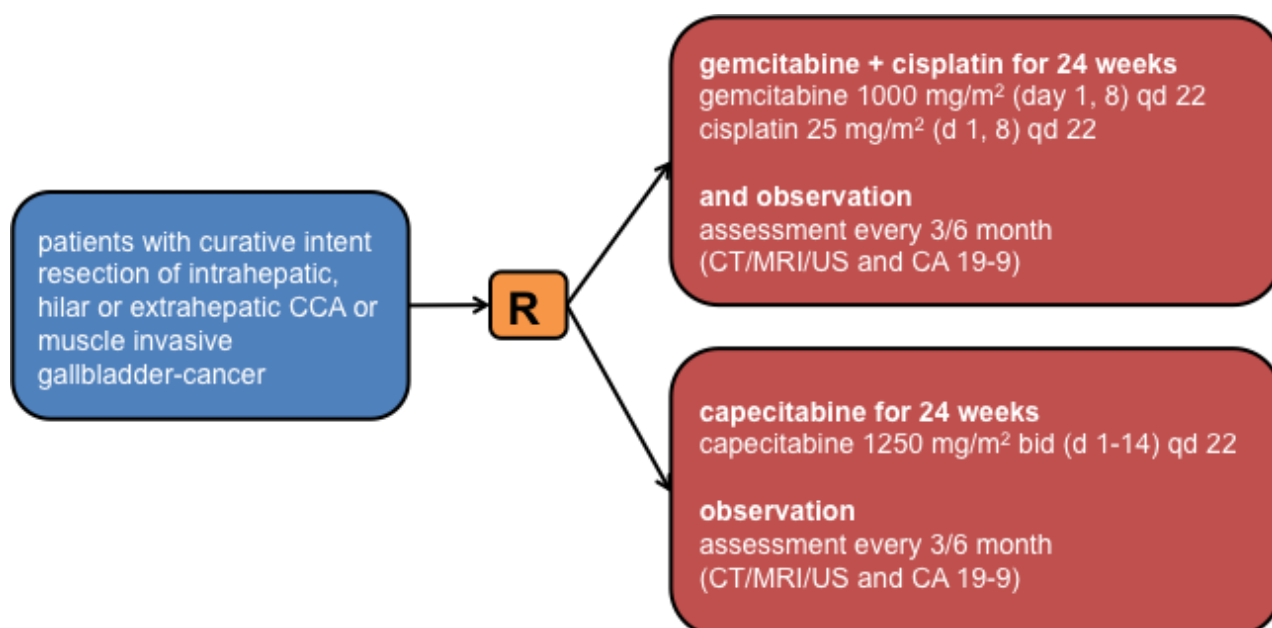 patients with curative intent
resection of intrahepatic,
hilar or extrahepatic CCA or
muscle invasive
gallbladder-cancer
R
gemcitabine + cisplatin for 24 weeks
gemcitabine 1000 mg/m² (day 1, 8) qd 22
cisplatin 25 mg/m² (d 1, 8) qd 22
and observation
assessment every 3/6 month
(CT/MRI/US and CA 19-9)
capecitabine for 24 weeks
capecitabine 1250 mg/m² bid (d 1-14) qd 22
observation
assessment every 3/6 month
(CT/MRI/US and CA 19-9)